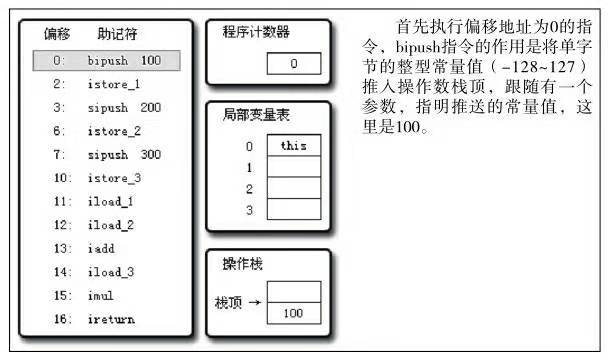 偏移 助记符
0: bipush 100
2: istore_1
3: sipush 200
6: istore_2
7: sipush 300
10: istore_3
11: iload_1
12: iload_2
13: iadd
14: iload_3
15: imul
16: ireturn
程序计数器
0
局部变量表
0 this
1
2
3
操作栈
栈顶 →
100
首先执行偏移地址为0的指
令，bipush指令的作用是将单字
节的整型常量值（-128~127）
推入操作数栈顶，跟随有一个
参数，指明推送的常量值，这
里是100。